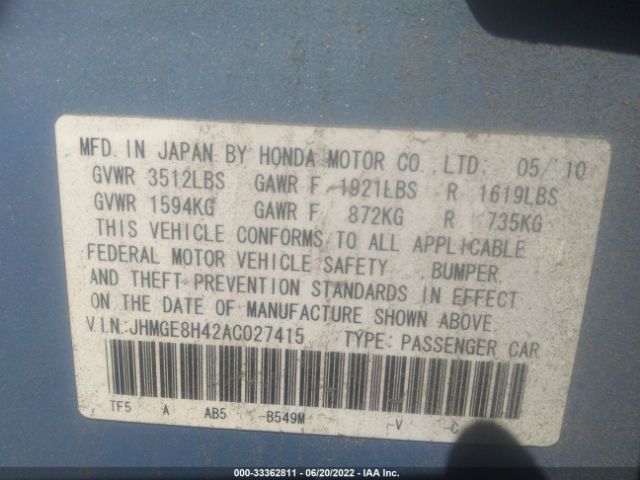 MFD. IN JAPAN BY HONDA MOTOR CO., LTD. 05/'10
GVWR 3512LBS GAWR F 1921LBS R 1619LBS
GVWR 1594KG GAWR F 872KG R 735KG
THIS VEHICLE CONFORMS TO ALL APPLICABLE
FEDERAL MOTOR VEHICLE SAFETY BUMPER
AND THEFT PREVENTION STANDARDS IN EFFECT
ON THE DATE OF MANUFACTURE SHOWN ABOVE.
V.I.N.:JHMGE8H42AC027415 TYPE: PASSENGER CAR
TF5 A AB5 -B549M -V C
000-33362811 - 06/20/2022 - IAA Inc.